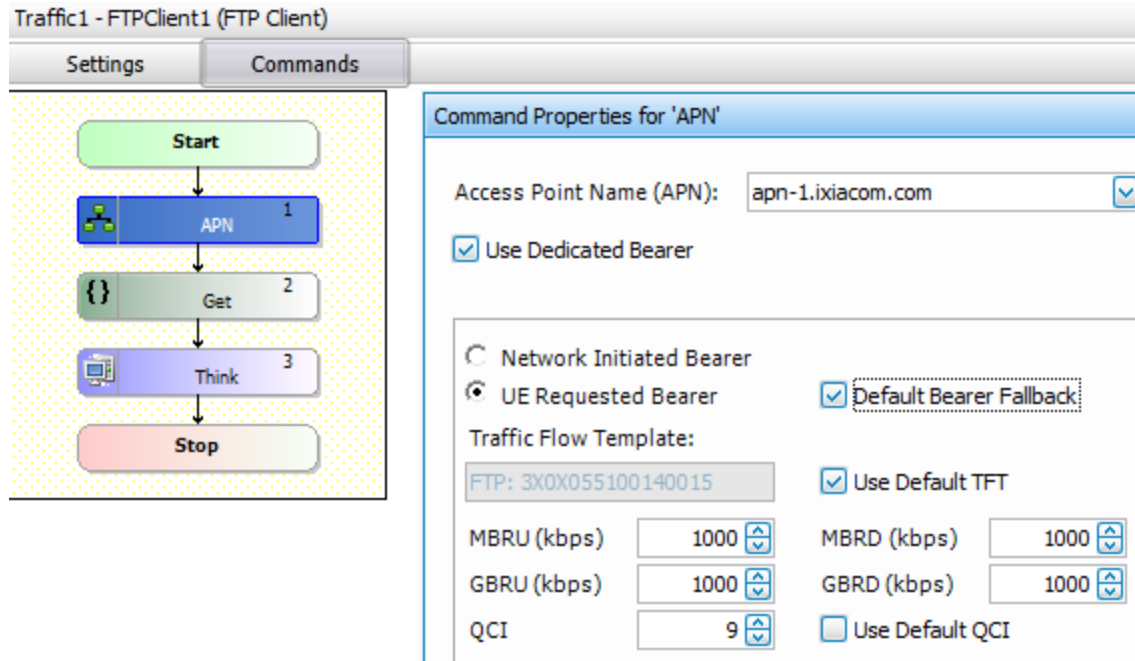 Traffic1 - FTPClient1 (FTP Client)
Settings Commands
Start
APN 1
{} Get 2
Think 3
Stop
Command Properties for 'APN'
Access Point Name (APN): apn-1.ixiacom.com
Use Dedicated Bearer
Network Initiated Bearer
UE Requested Bearer Default Bearer Fallback
Traffic Flow Template:
FTP: 3X0X055100140015 Use Default TFT
MBRU (kbps) 1000 MBRD (kbps) 1000
GBRU (kbps) 1000 GBRD (kbps) 1000
QCI 9 Use Default QCI